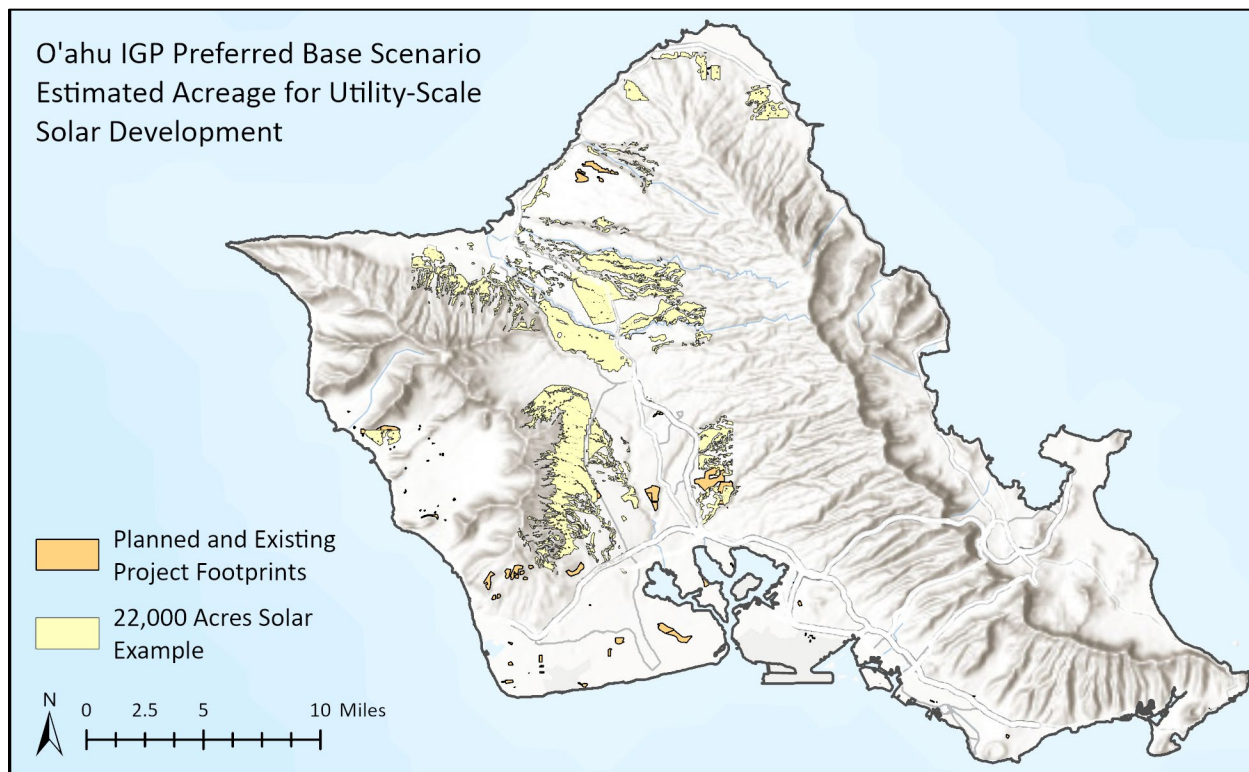 O'ahu IGP Preferred Base Scenario
Estimated Acreage for Utility-Scale
Solar Development
Planned and Existing
Project Footprints
22,000 Acres Solar
Example
N
0 2.5 5 10 Miles